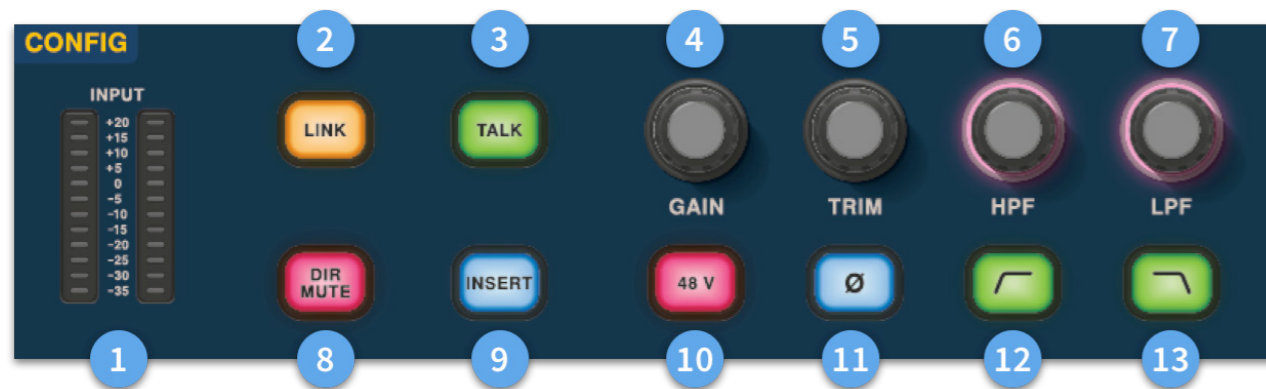 CONFIG
2 3 4 5 6 7
INPUT
+20
+15
+10
+5
0
−5
−10
−15
−20
−25
−30
−35
LINK
TALK
GAIN
TRIM
HPF
LPF
DIR
MUTE
INSERT
48 V
Ø
1 8 9 10 11 12 13